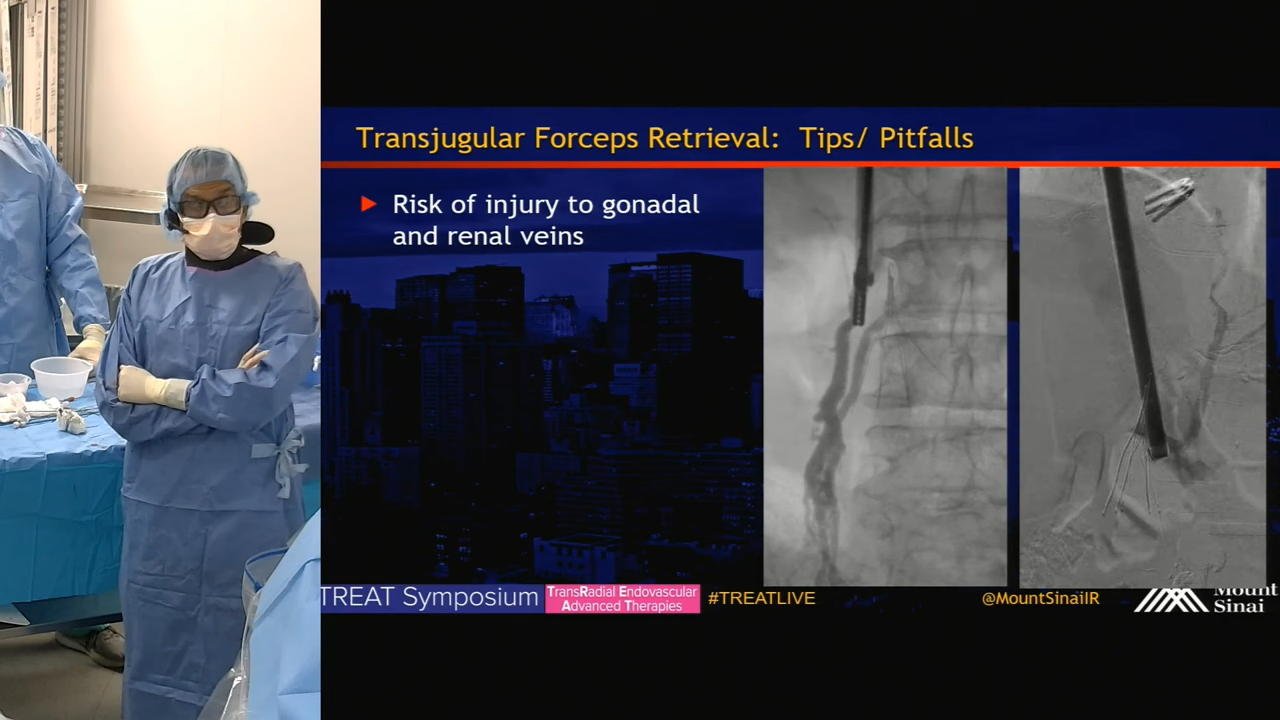 Transjugular Forceps Retrieval: Tips/ Pitfalls
Risk of injury to gonadal
and renal veins
TREAT Symposium
TransRadial Endovascular
Advanced Therapies
#TREATLIVE
@MountSinaiIR
Mount
Sinai